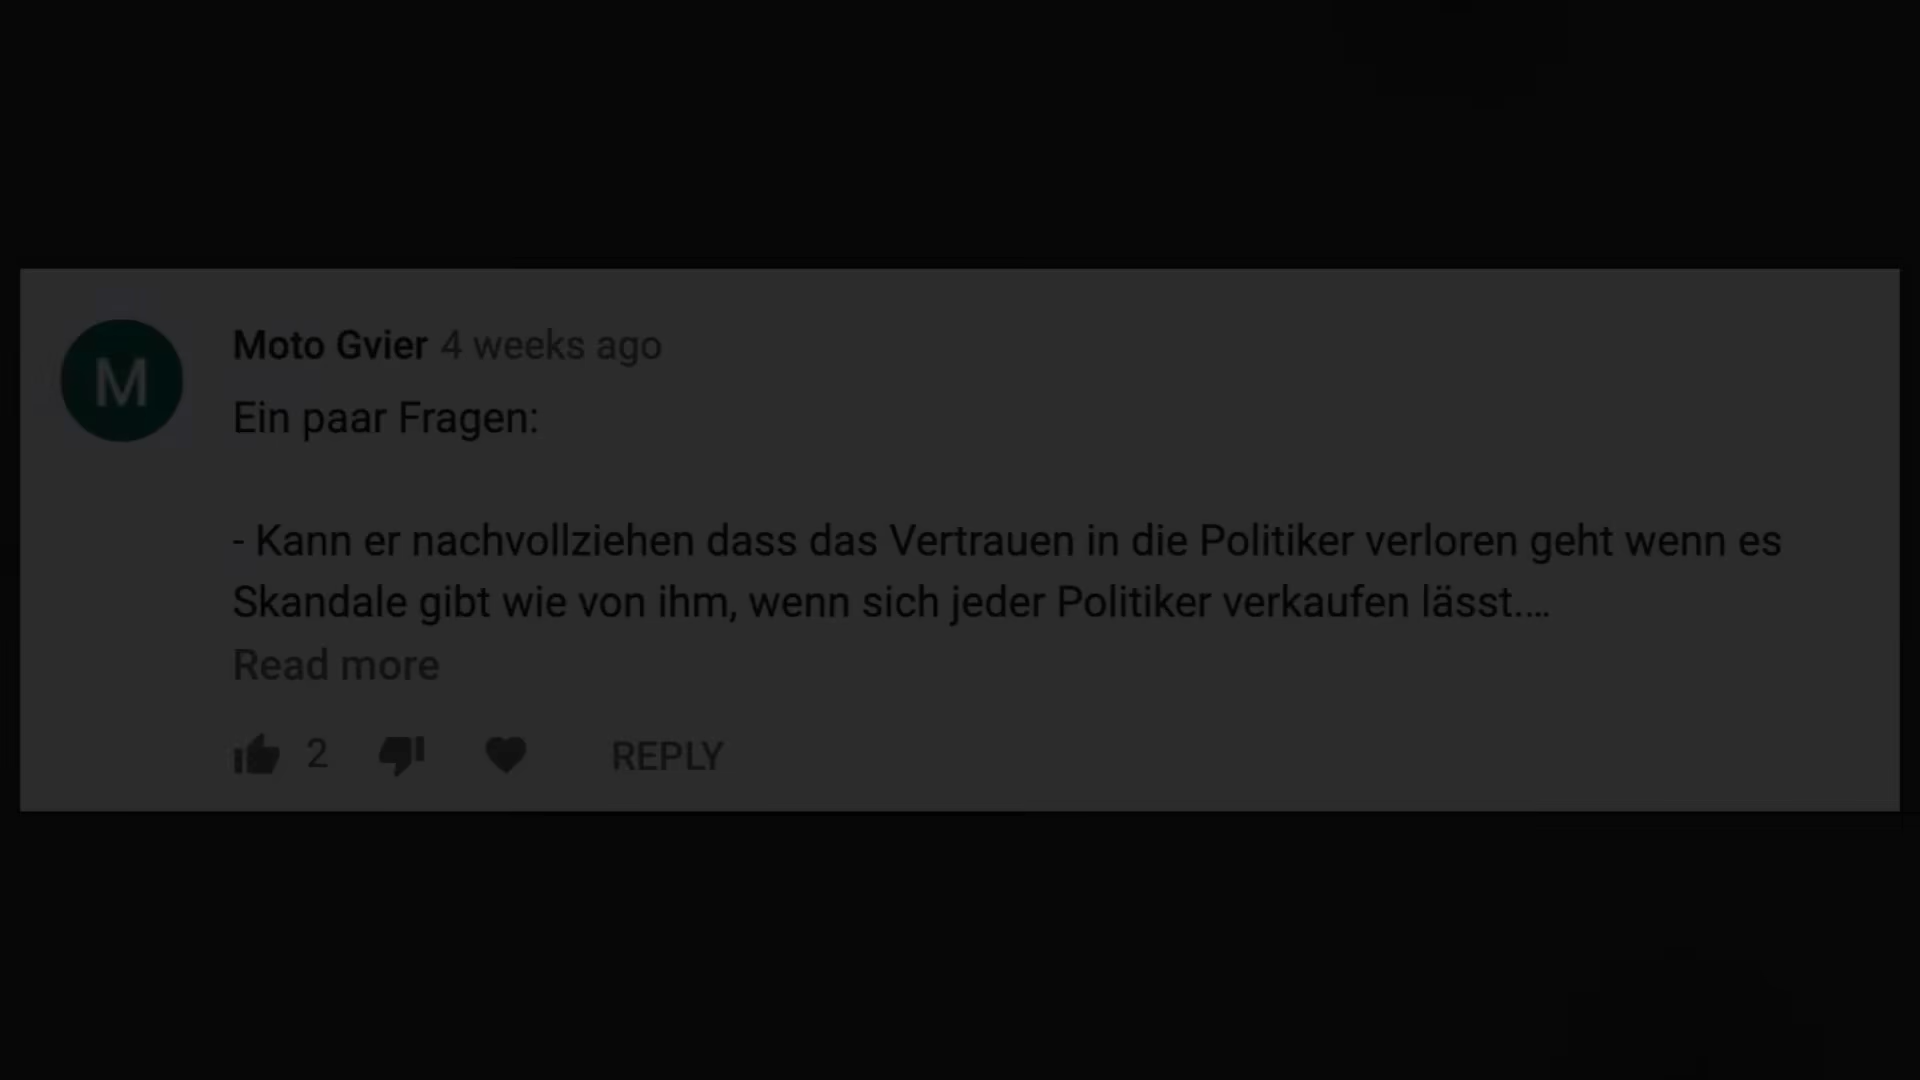 M
Moto Gvier 4 weeks ago
Ein paar Fragen:
- Kann er nachvollziehen dass das Vertrauen in die Politiker verloren geht wenn es
Skandale gibt wie von ihm, wenn sich jeder Politiker verkaufen lässt....
Read more
2 REPLY